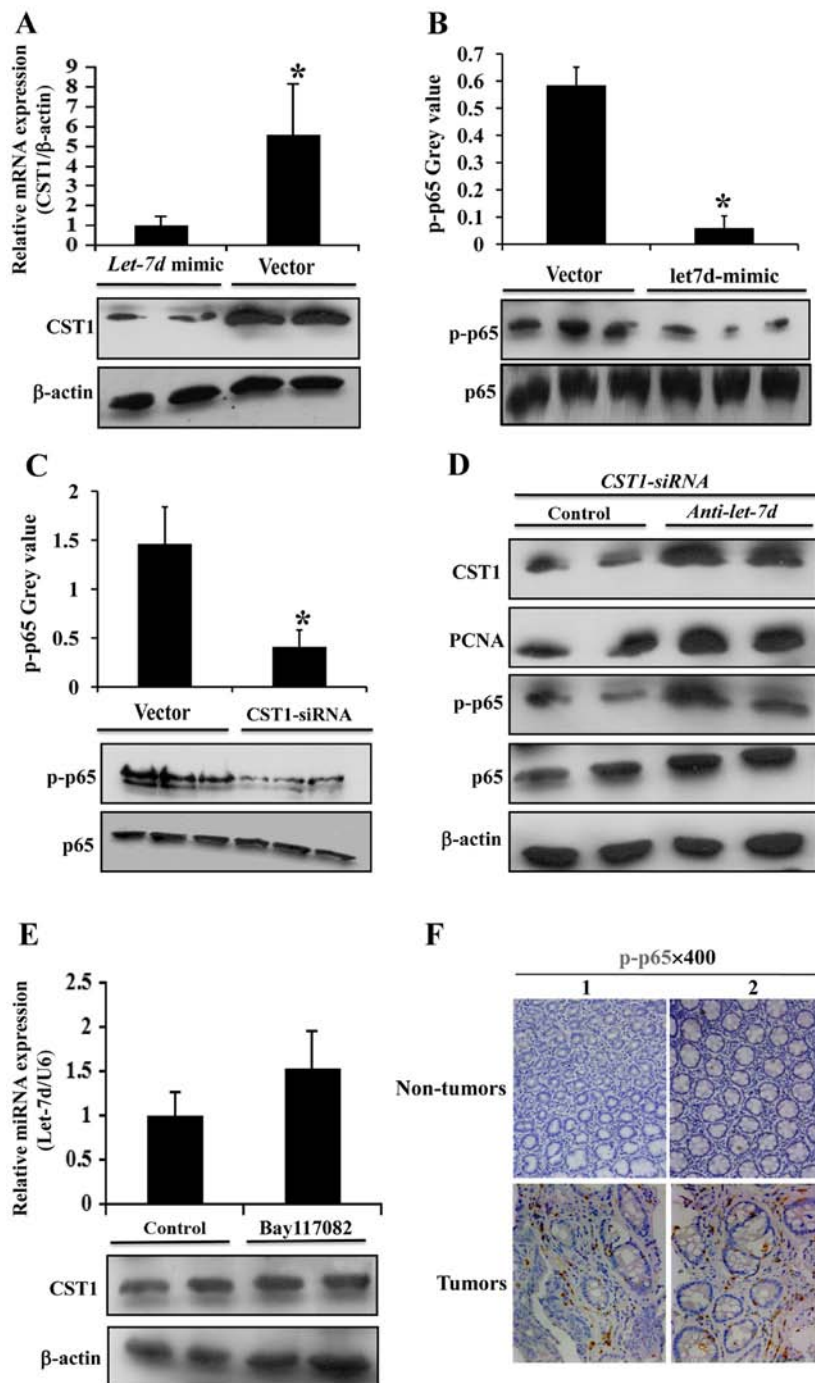 A
Relative mRNA expression
(CST1/β-actin)
9
8
7
6
5
4
3
2
1
0
*
Let-7d mimic
Vector
CST1
β-actin
B
p-p65 Grey value
0.7
0.6
0.5
0.4
0.3
0.2
0.1
0
*
Vector
let7d-mimic
p-p65
p65
C
p-p65 Grey value
2
1.5
1
0.5
0
*
Vector
CST1-siRNA
p-p65
p65
D
CST1-siRNA
Control
Anti-let-7d
CST1
PCNA
p-p65
p65
β-actin
E
Relative miRNA expression
(Let-7d/U6)
2.5
2
1.5
1
0.5
0
Control
Bay117082
CST1
β-actin
F
p-p65×400
1
2
Non-tumors
Tumors